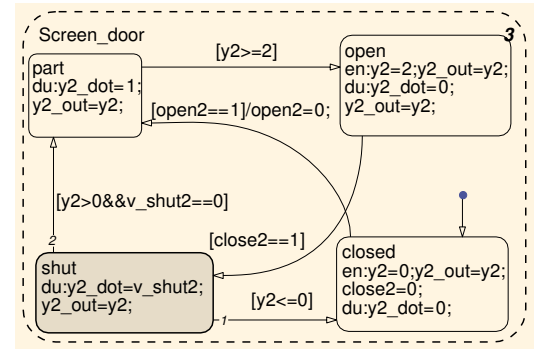 Screen_door
3
part
du:y2_dot=1;
y2_out=y2;
[y2>=2]
open
en:y2=2;y2_out=y2;
du:y2_dot=0;
y2_out=y2;
[open2==1]/open2=0;
[y2>0&&v_shut2==0]
2
[close2==1]
shut
du:y2_dot=v_shut2;
y2_out=y2;
1
[y2<=0]
closed
en:y2=0;y2_out=y2;
close2=0;
du:y2_dot=0;